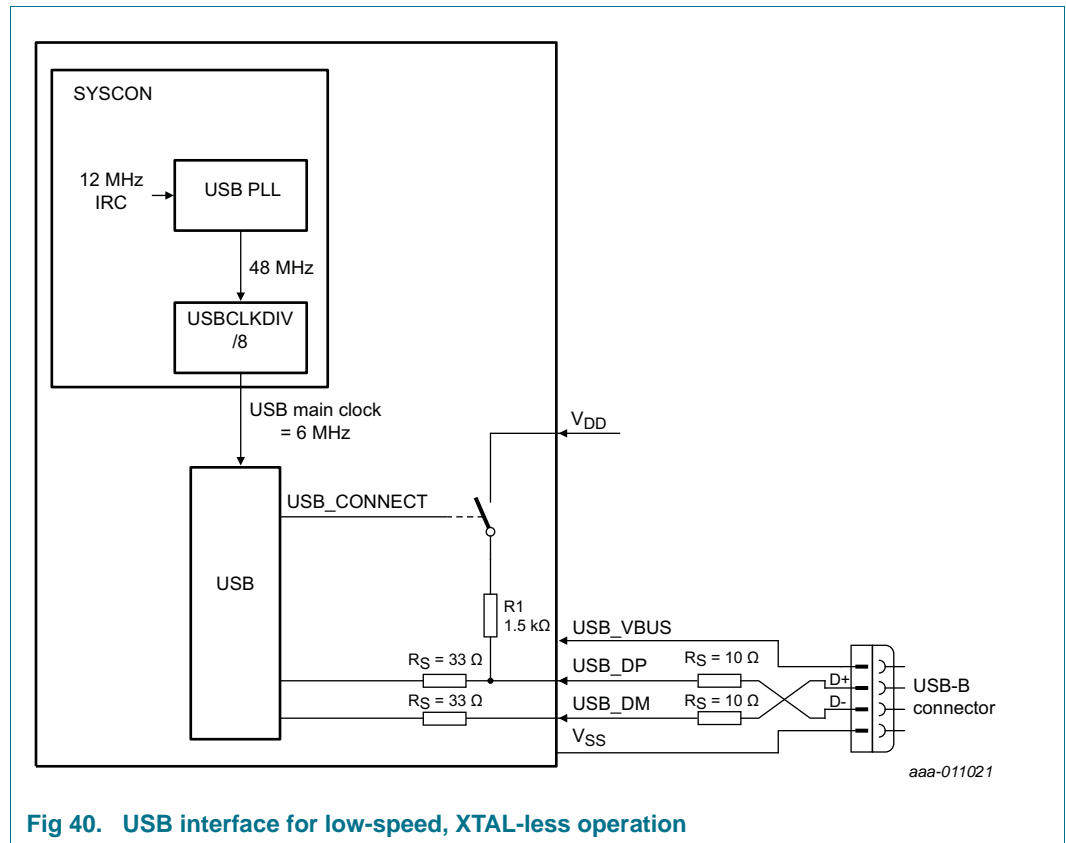 SYSCON
12 MHz
IRC
USB PLL
48 MHz
USBCLKDIV
/8
USB main clock
= 6 MHz
VDD
USB_CONNECT
USB
R1
1.5 kΩ
USB_VBUS
RS = 33 Ω
USB_DP
RS = 10 Ω
D+
USB-B
connector
RS = 33 Ω
USB_DM
RS = 10 Ω
D-
VSS
aaa-011021
Fig 40. USB interface for low-speed, XTAL-less operation